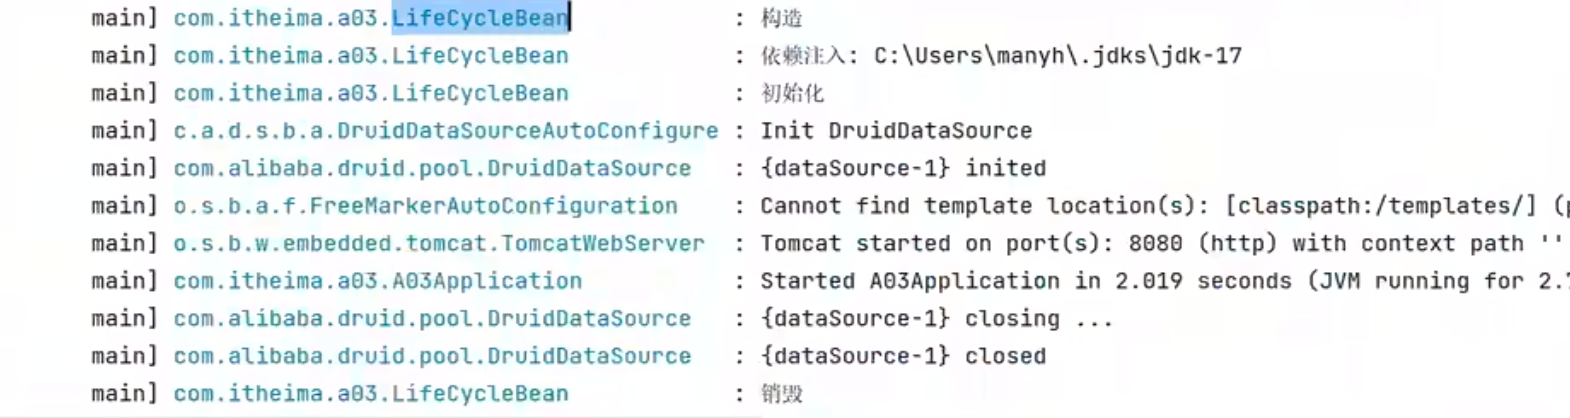 main] com.itheima.a03.LifeCycleBean : 构造
main] com.itheima.a03.LifeCycleBean : 依赖注入: C:\Users\manyh\.jdks\jdk-17
main] com.itheima.a03.LifeCycleBean : 初始化
main] c.a.d.s.b.a.DruidDataSourceAutoConfigure : Init DruidDataSource
main] com.alibaba.druid.pool.DruidDataSource : {dataSource-1} inited
main] o.s.b.a.f.FreeMarkerAutoConfiguration : Cannot find template location(s): [classpath:/templates/] (
main] o.s.b.w.embedded.tomcat.TomcatWebServer : Tomcat started on port(s): 8080 (http) with context path ''
main] com.itheima.a03.A03Application : Started A03Application in 2.019 seconds (JVM running for 2.
main] com.alibaba.druid.pool.DruidDataSource : {dataSource-1} closing ...
main] com.alibaba.druid.pool.DruidDataSource : {dataSource-1} closed
main] com.itheima.a03.LifeCycleBean : 销毁